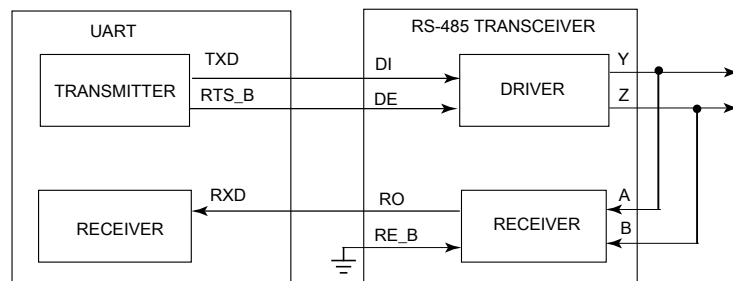 UART
RS-485 TRANSCEIVER
TXD
DI
Y
TRANSMITTER
DRIVER
RTS_B
DE
Z
RXD
RO
A
RECEIVER
RECEIVER
RE_B
B